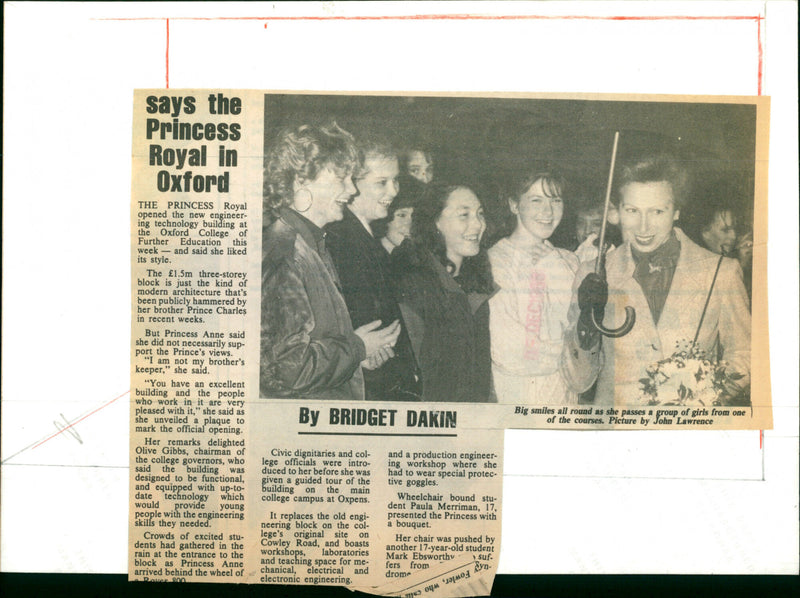 says the
Princess
Royal in
Oxford
THE PRINCESS Royal
opened the new engineer-
ing technology building at
the Oxford College of
Further Education this
week — and said she liked
its style.
The £1.5m three-storey
block is just the kind of
modern architecture that's
been publicly hammered by
her brother Prince Charles
in recent weeks.
But Princess Anne said
she did not necessarily sup-
port the Prince's views.
"I am not my brother's
keeper," she said.
"You have an excellent
building and the people
who work in it are very
pleased with it," she said as
she unveiled a plaque to
mark the official opening.
Her remarks delighted
Olive Gibbs, chairman of
the college governors, who
said the building was
designed to be functional,
and equipped with up-to-
date technology which
would provide young
people with the engineering
skills they needed.
Crowds of excited stu-
dents had gathered in the
rain at the entrance to the
block as Princess Anne
arrived behind the wheel of
a Rover 800
By BRIDGET DAKIN
Civic dignitaries and col-
lege officials were intro-
duced to her before she was
given a guided tour of the
building on the main
college campus at Oxpens.
It replaces the old engi-
neering block on the col-
lege's original site on
Cowley Road, and boasts
workshops, laboratories
and teaching space for me-
chanical, electrical and
electronic engineering.
and a production engineer-
ing workshop where she
had to wear special protec-
tive goggles.
Wheelchair bound stu-
dent Paula Merriman, 17,
presented the Princess with
a bouquet.
Her chair was pushed by
another 17-year-old student
Mark Ebsworthy suf-
fers from Syn-
drome
Fowler, who
Big smiles all round as she passes a group of girls from one
of the courses. Picture by John Lawrence